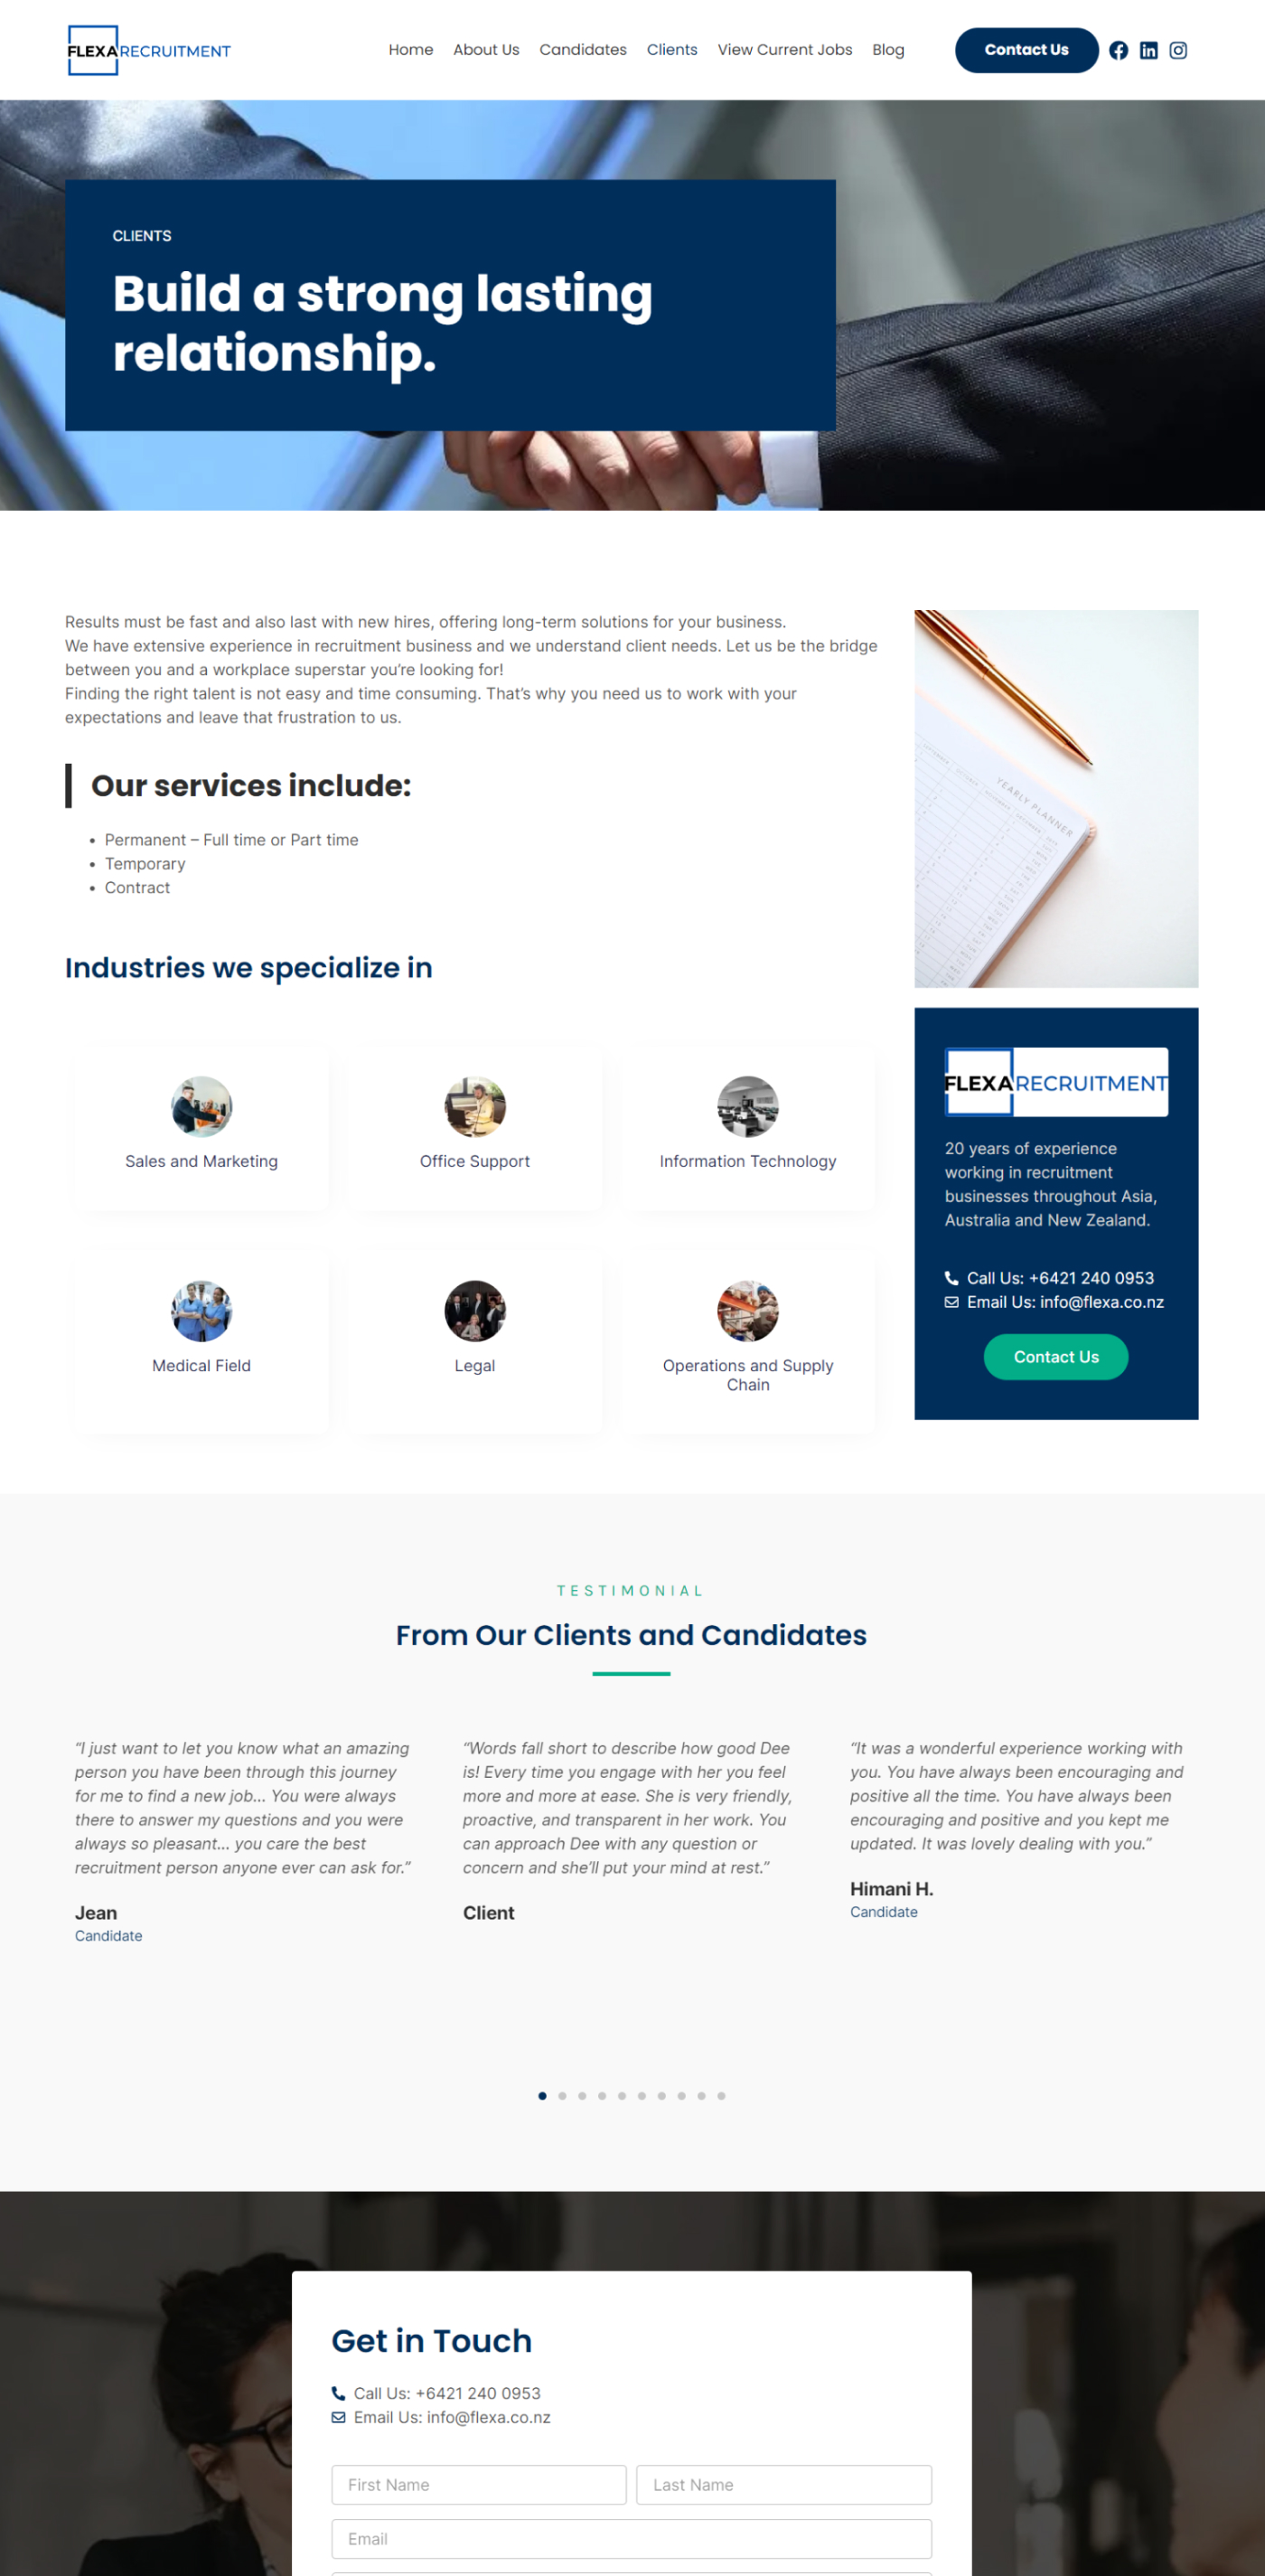 FLEXARECRUITMENT
Home About Us Candidates Clients View Current Jobs Blog
Contact Us
CLIENTS
Build a strong lasting
relationship.
Results must be fast and also last with new hires, offering long-term solutions for your business.
We have extensive experience in recruitment business and we understand client needs. Let us be the bridge
between you and a workplace superstar you’re looking for!
Finding the right talent is not easy and time consuming. That’s why you need us to work with your
expectations and leave that frustration to us.
Our services include:
• Permanent – Full time or Part time
• Temporary
• Contract
Industries we specialize in
Sales and Marketing
Office Support
Information Technology
Medical Field
Legal
Operations and Supply
Chain
YEARLY PLANNER
FLEXARECRUITMENT
20 years of experience
working in recruitment
businesses throughout Asia,
Australia and New Zealand.
Call Us: +6421 240 0953
Email Us: info@flexa.co.nz
Contact Us
TESTIMONIAL
From Our Clients and Candidates
“I just want to let you know what an amazing
person you have been through this journey
for me to find a new job... You were always
there to answer my questions and you were
always so pleasant... you care the best
recruitment person anyone ever can ask for.”
Jean
Candidate
“Words fall short to describe how good Dee
is! Every time you engage with her you feel
more and more at ease. She is very friendly,
proactive, and transparent in her work. You
can approach Dee with any question or
concern and she’ll put your mind at rest.”
Client
“It was a wonderful experience working with
you. You have always been encouraging and
positive all the time. You have always been
encouraging and positive and you kept me
updated. It was lovely dealing with you.”
Himani H.
Candidate
Get in Touch
Call Us: +6421 240 0953
Email Us: info@flexa.co.nz
First Name
Last Name
Email